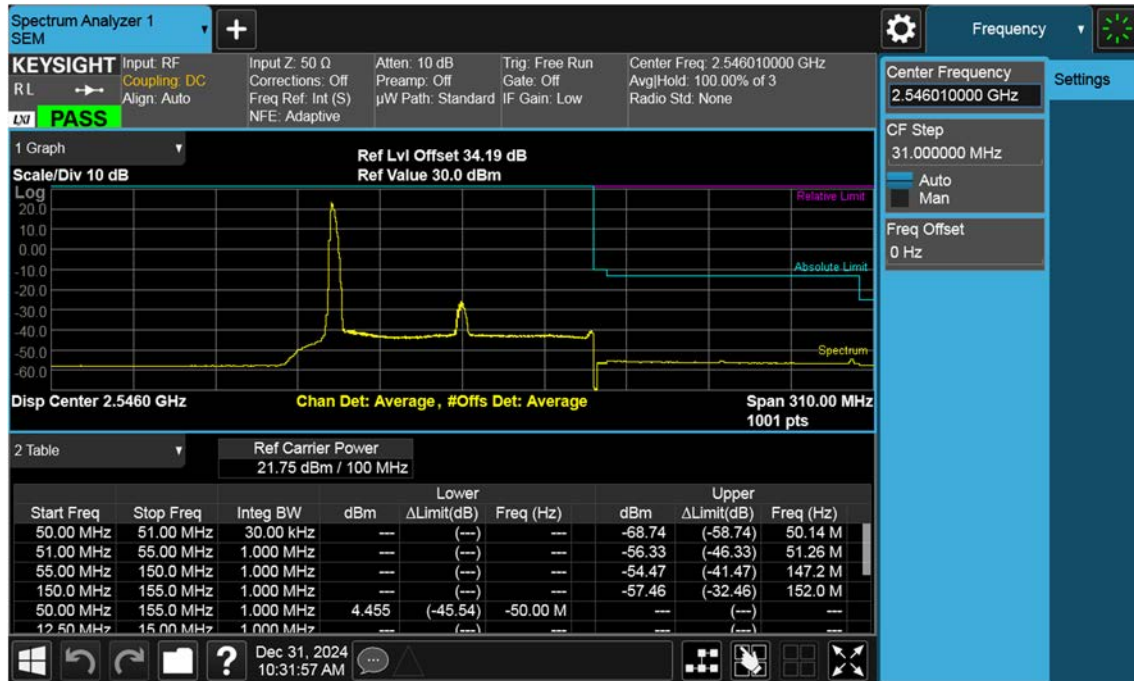 Spectrum Analyzer 1
SEM
Frequency
KEYSIGHT
R L
LXI
PASS
Input: RF
Coupling: DC
Align: Auto
Input Z: 50 Ω
Corrections: Off
Freq Ref: Int (S)
NFE: Adaptive
Atten: 10 dB
Preamp: Off
µW Path: Standard
Trig: Free Run
Gate: Off
IF Gain: Low
Center Freq: 2.546010000 GHz
Avg|Hold: 100.00% of 3
Radio Std: None
Center Frequency
2.546010000 GHz
Settings
CF Step
31.000000 MHz
Auto
Man
Freq Offset
0 Hz
1 Graph
Scale/Div 10 dB
Ref Lvl Offset 34.19 dB
Ref Value 30.0 dBm
Log
20.0
10.0
0.00
-10.0
-20.0
-30.0
-40.0
-50.0
-60.0
Relative Limit
Absolute Limit
Spectrum
Disp Center 2.5460 GHz
Chan Det: Average, #Offs Det: Average
Span 310.00 MHz
1001 pts
2 Table
Ref Carrier Power
21.75 dBm / 100 MHz
Lower Upper
Start Freq Stop Freq Integ BW dBm ΔLimit(dB) Freq (Hz) dBm ΔLimit(dB) Freq (Hz)
50.00 MHz 51.00 MHz 30.00 kHz --- (---) --- -68.74 (-58.74) 50.14 M
51.00 MHz 55.00 MHz 1.000 MHz --- (---) --- -56.33 (-46.33) 51.26 M
55.00 MHz 150.0 MHz 1.000 MHz --- (---) --- -54.47 (-41.47) 147.2 M
150.0 MHz 155.0 MHz 1.000 MHz --- (---) --- -57.46 (-32.46) 152.0 M
50.00 MHz 155.0 MHz 1.000 MHz 4.455 (-45.54) -50.00 M --- (---) ---
12.50 MHz 15.00 MHz 1.000 MHz --- (---) --- --- (---) ---
?
Dec 31, 2024
10:31:57 AM